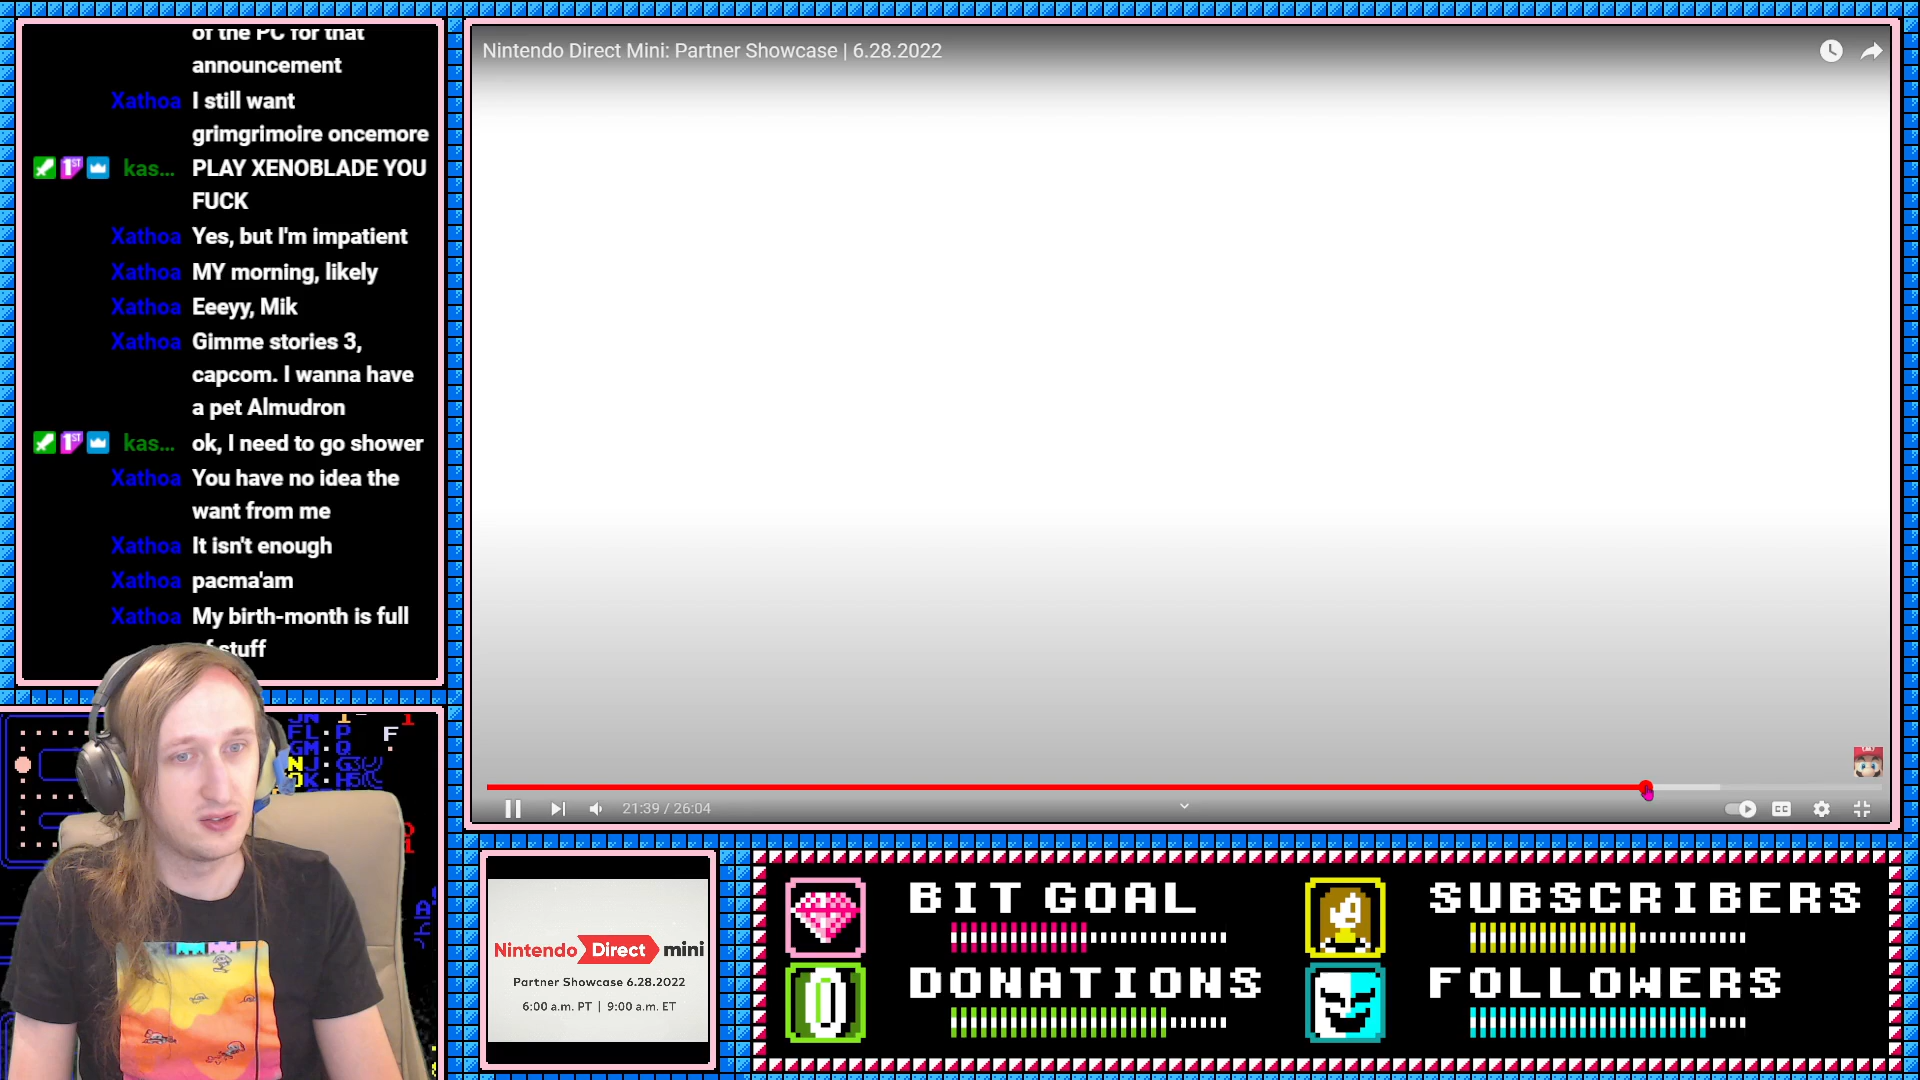 of the PC for that
announcement
Xathoa I still want
grimgrimoire oncemore
kas... PLAY XENOBLADE YOU
FUCK
Xathoa Yes, but I'm impatient
Xathoa MY morning, likely
Xathoa Eeeyy, Mik
Xathoa Gimme stories 3,
capcom. I wanna have
a pet Almudron
kas... ok, I need to go shower
Xathoa You have no idea the
want from me
Xathoa It isn't enough
Xathoa pacma'am
Xathoa My birth-month is full
of stuff
Nintendo Direct Mini: Partner Showcase | 6.28.2022
21:39 / 26:04
CC
Nintendo Direct mini
Partner Showcase 6.28.2022
6:00 a.m. PT | 9:00 a.m. ET
BIT GOAL
SUBSCRIBERS
DONATIONS
FOLLOWERS